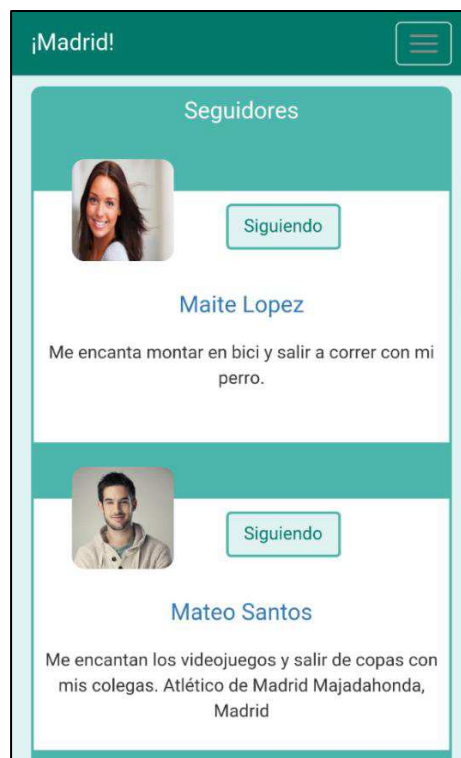 ¡Madrid!
Seguidores
Siguiendo
Maite Lopez
Me encanta montar en bici y salir a correr con mi
perro.
Siguiendo
Mateo Santos
Me encantan los videojuegos y salir de copas con
mis colegas. Atlético de Madrid Majadahonda,
Madrid